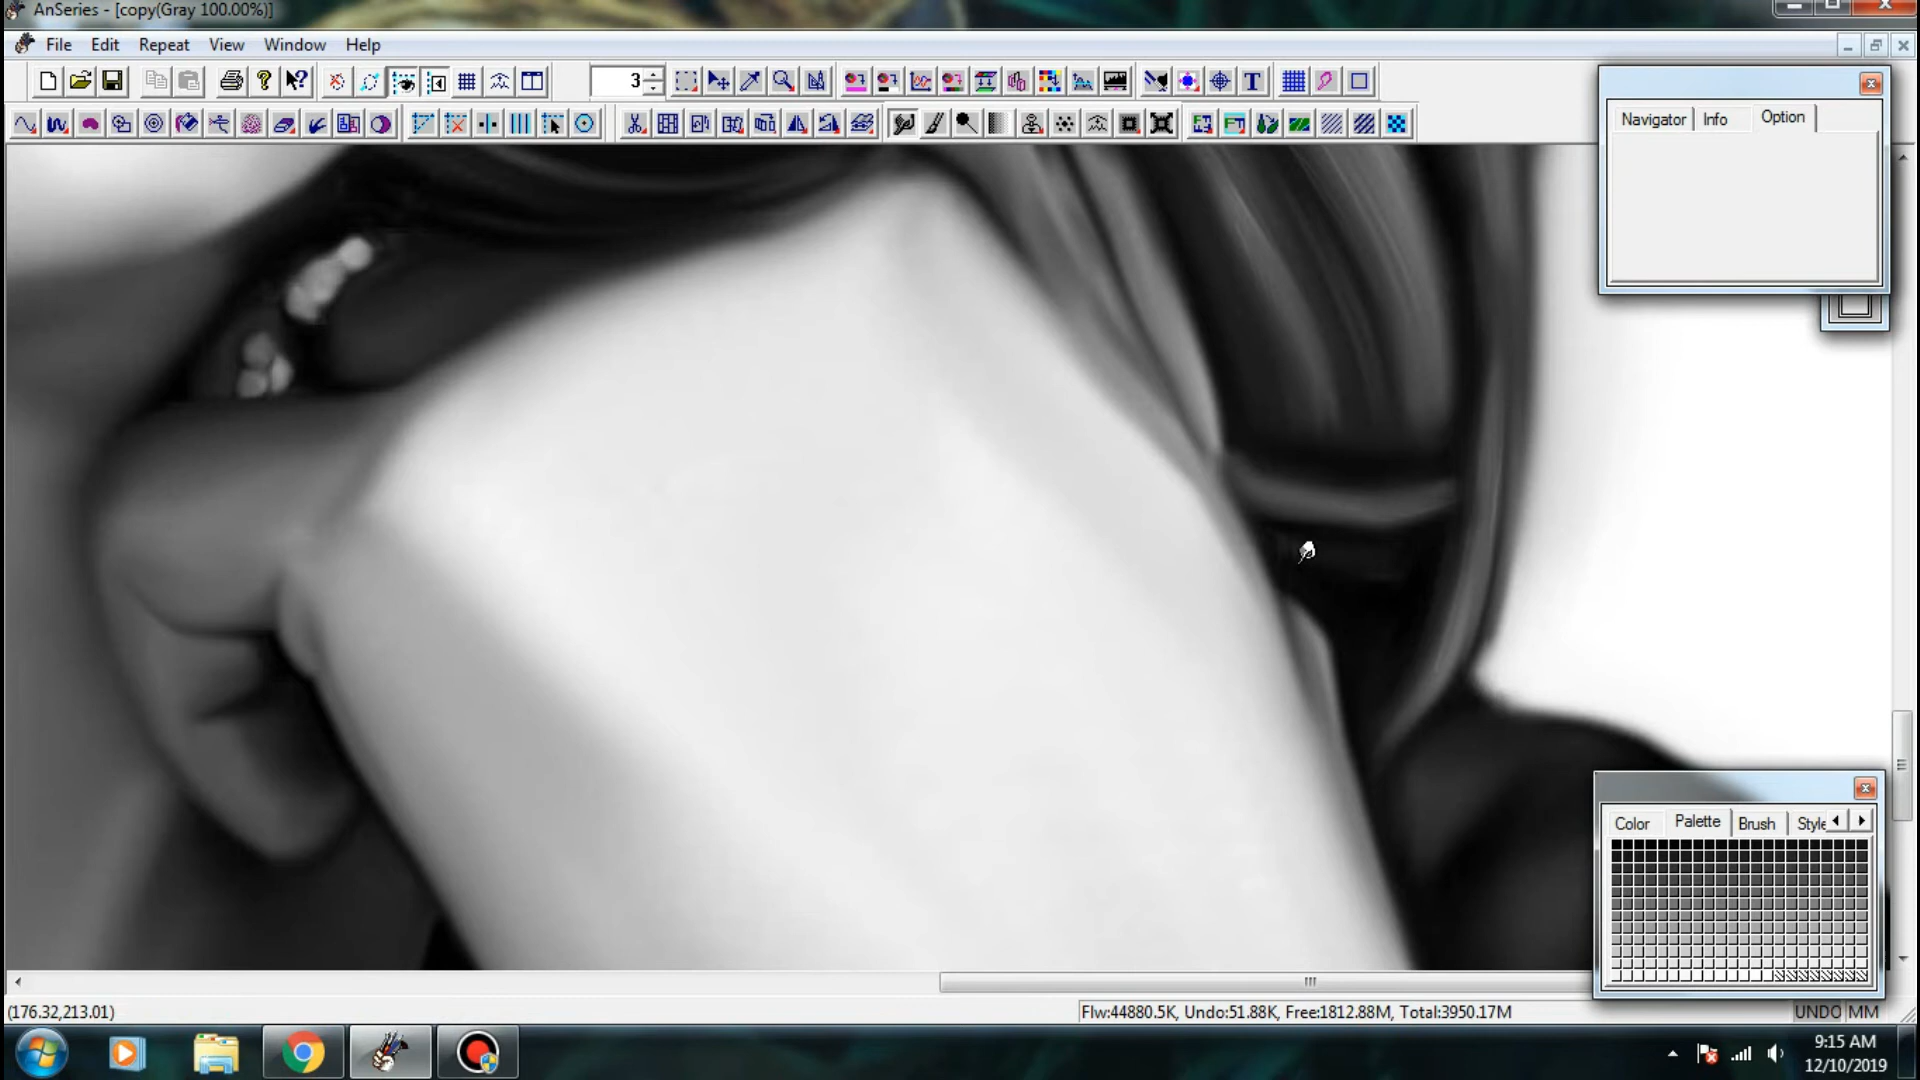 AnSeries - [copy(Gray 100.00%)]
File Edit Repeat View Window Help
3
Navigator Info Option
Color Palette Brush Style
(176.32,213.01)
Flw:44880.5K, Undo:51.88K, Free:1812.88M, Total:3950.17M
UNDO MM
9:15 AM
12/10/2019